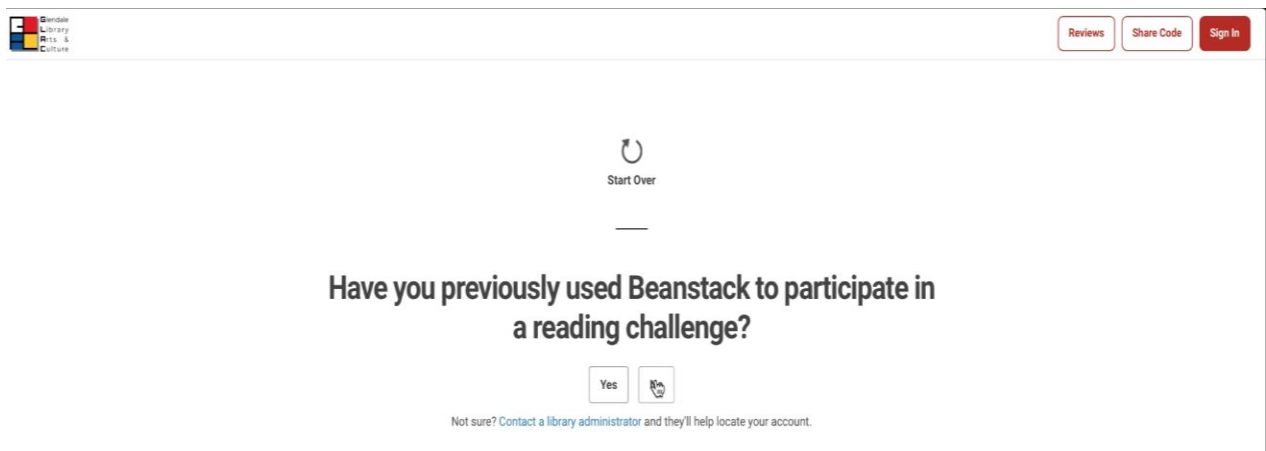 Glendale
Library
Arts &
Culture
Reviews
Share Code
Sign In
Start Over
Have you previously used Beanstack to participate in
a reading challenge?
Yes
Not sure? Contact a library administrator and they'll help locate your account.